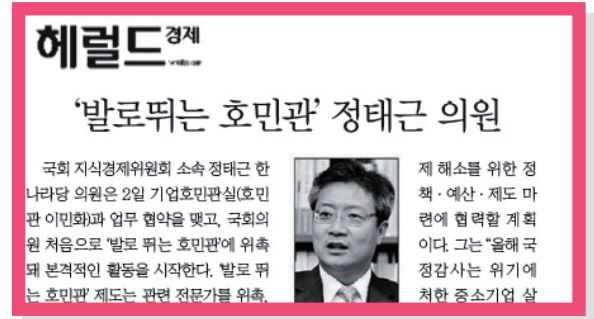 헤럴드경제
‘발로뛰는 호민관’ 정태근 의원
국회 지식경제위원회 소속 정태근 한
나라당 의원은 2일 기업호민관실(호민
관 이민화)과 업무 협약을 맺고, 국회의
원 처음으로 ‘발로 뛰는 호민관’에 위촉
돼 본격적인 활동을 시작한다. ‘발로 뛰
는 호민관’ 제도는 관련 전문가를 위촉,
제 해소를 위한 정
책·예산·제도 마
련에 협력할 계획
이다. 그는 “올해 국
정감사는 위기에
처한 중소기업 살